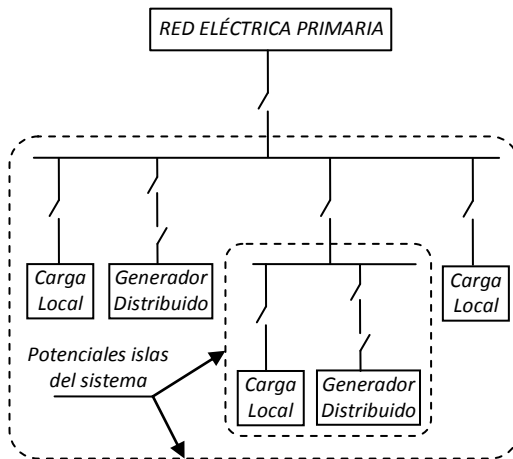 RED ELÉCTRICA PRIMARIA
Carga
Local
Generador
Distribuido
Carga
Local
Potenciales islas
del sistema
Carga
Local
Generador
Distribuido